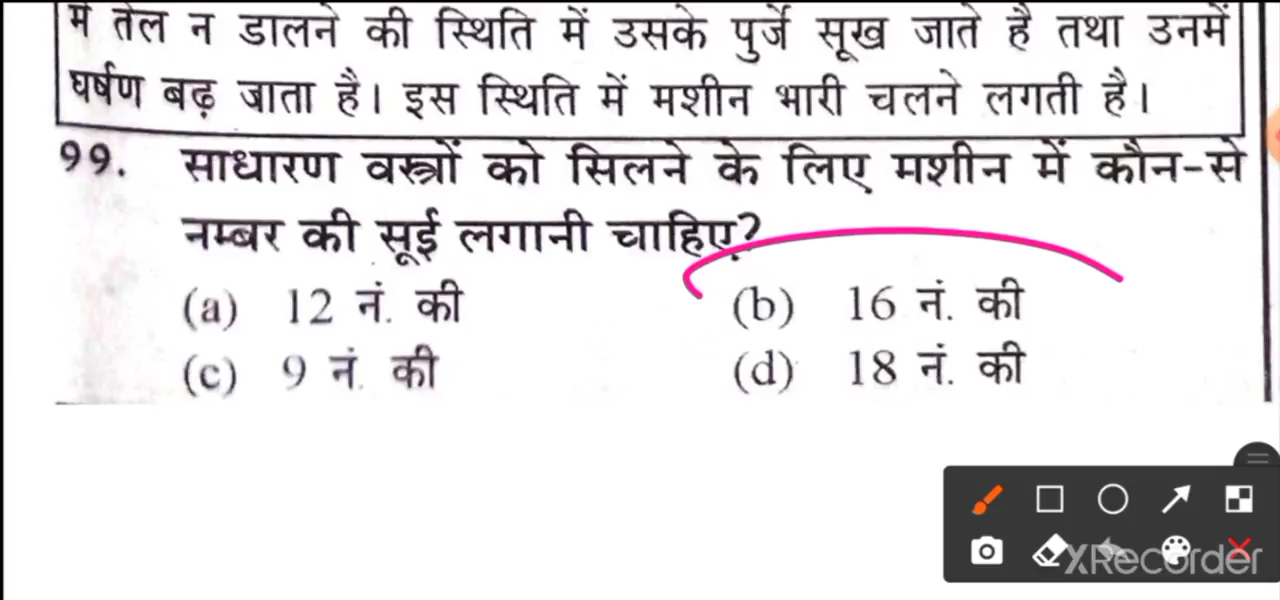 में तेल न डालने की स्थिति में उसके पुर्जे सूख जाते है तथा उनमें
घर्षण बढ़ जाता है। इस स्थिति में मशीन भारी चलने लगती है।
99. साधारण वस्त्रों को सिलने के लिए मशीन में कौन-से
नम्बर की सूई लगानी चाहिए?
(a) 12 नं. की (b) 16 नं. की
(c) 9 नं. की (d) 18 नं. की
XRecorder